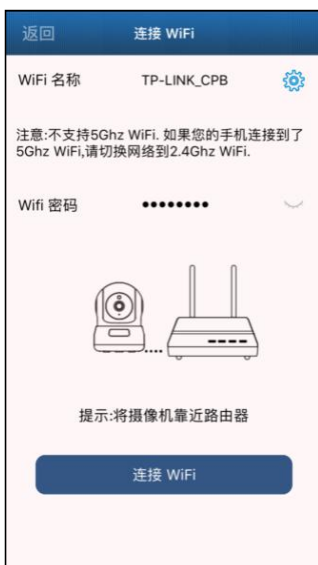 返回 连接 WiFi
WiFi 名称 TP-LINK_CPB
注意:不支持5Ghz WiFi. 如果您的手机连接到了
5Ghz WiFi,请切换网络到2.4Ghz WiFi.
Wifi 密码 ••••••••
提示:将摄像机靠近路由器
连接 WiFi